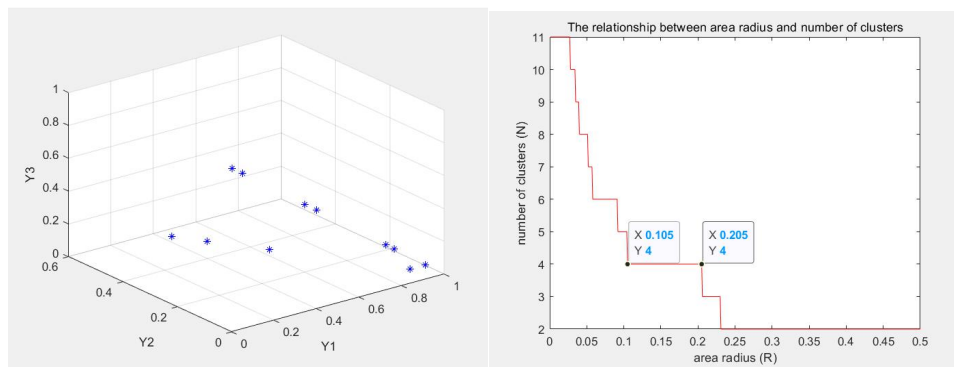 1
0.8
0.6
0.4
0.2
0
Y3
0.6
0.4
0.2
0
Y2
0
0.2
0.4
0.6
0.8
1
Y1
The relationship between area radius and number of clusters
11
10
9
8
7
6
5
4
3
2
number of clusters (N)
X 0.105
Y 4
X 0.205
Y 4
0 0.05 0.1 0.15 0.2 0.25 0.3 0.35 0.4 0.45 0.5
area radius (R)